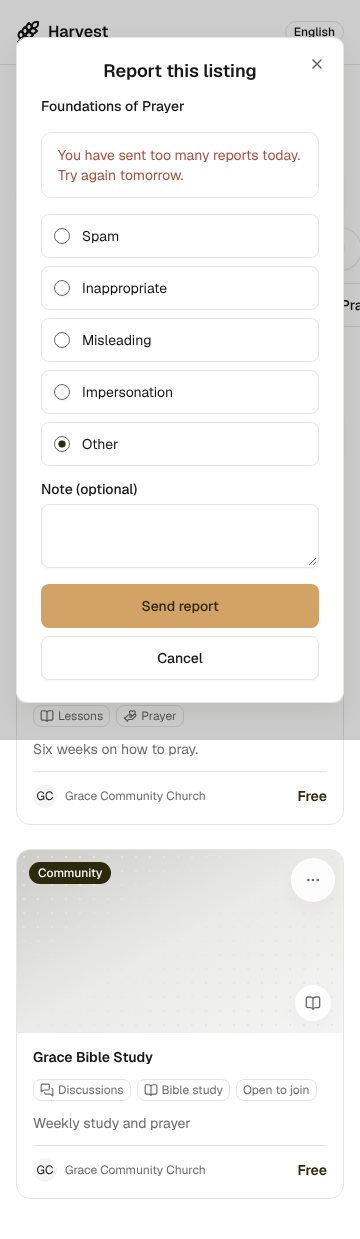 Harvest
English
Report this listing
Foundations of Prayer
You have sent too many reports today.
Try again tomorrow.
Spam
Inappropriate
Misleading
Impersonation
Other
Note (optional)
Send report
Cancel
Lessons
Prayer
Six weeks on how to pray.
GC
Grace Community Church
Free
Community
Grace Bible Study
Discussions
Bible study
Open to join
Weekly study and prayer
GC
Grace Community Church
Free